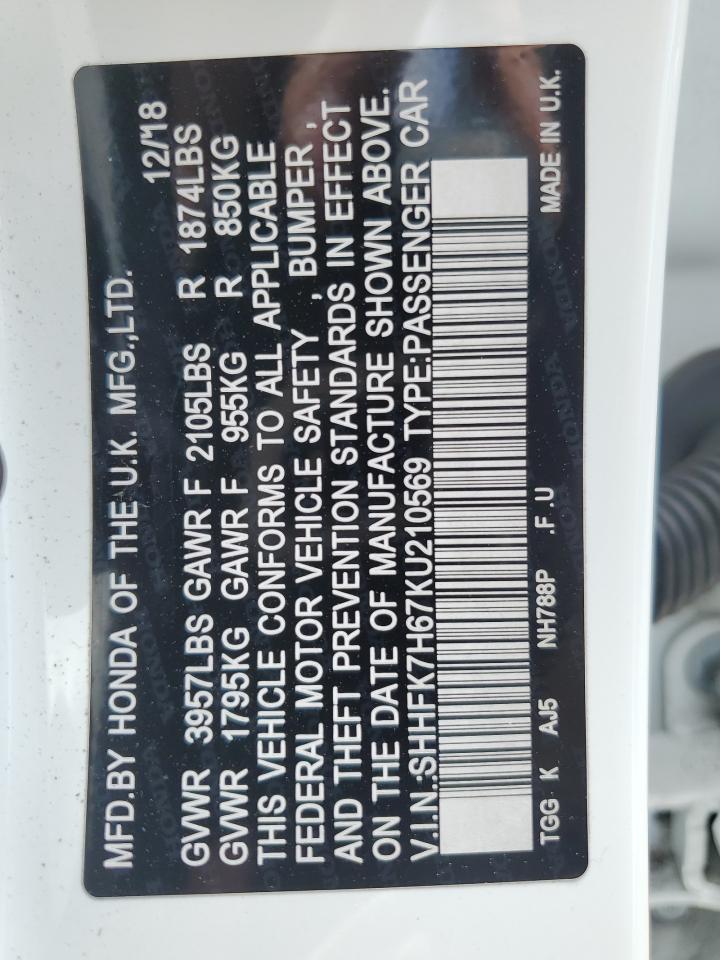 MFD.BY HONDA OF THE U.K. MFG.,LTD. 12/18
GVWR 3957LBS GAWR F 2105LBS R 1874LBS
GVWR 1795KG GAWR F 955KG R 850KG
THIS VEHICLE CONFORMS TO ALL APPLICABLE
FEDERAL MOTOR VEHICLE SAFETY , BUMPER ,
AND THEFT PREVENTION STANDARDS IN EFFECT
ON THE DATE OF MANUFACTURE SHOWN ABOVE.
V.I.N.:SHHFK7H67KU210569 TYPE:PASSENGER CAR
TGG K AJ5 NH788P .F .U MADE IN U.K.